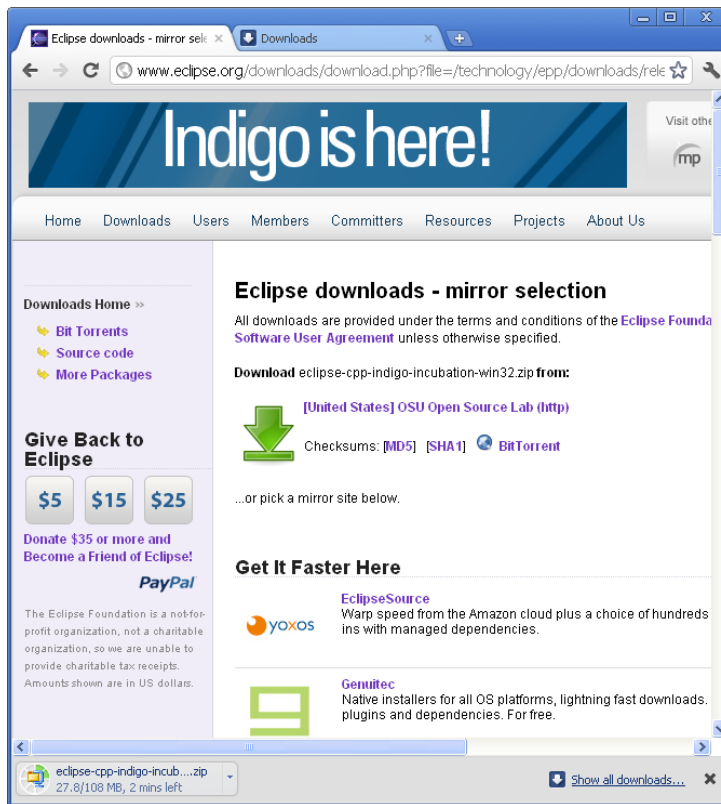 Eclipse downloads - mirror sele
Downloads
www.eclipse.org/downloads/download.php?file=/technology/epp/downloads/rele
Indigo is here!
Visit othe
mp
Home Downloads Users Members Committers Resources Projects About Us
Downloads Home »
Bit Torrents
Source code
More Packages
Give Back to
Eclipse
$5 $15 $25
Donate $35 or more and
Become a Friend of Eclipse!
PayPal
The Eclipse Foundation is a not-for-
profit organization, not a charitable
organization, so we are unable to
provide charitable tax receipts.
Amounts shown are in US dollars.
Eclipse downloads - mirror selection
All downloads are provided under the terms and conditions of the Eclipse Founda
Software User Agreement unless otherwise specified.
Download eclipse-cpp-indigo-incubation-win32.zip from:
[United States] OSU Open Source Lab (http)
Checksums: [MD5] [SHA1] BitTorrent
...or pick a mirror site below.
Get It Faster Here
EclipseSource
yoxos
Warp speed from the Amazon cloud plus a choice of hundreds
ins with managed dependencies.
Genuitec
Native installers for all OS platforms, lightning fast downloads.
plugins and dependencies. For free.
eclipse-cpp-indigo-incub....zip
27.8/108 MB, 2 mins left
Show all downloads...